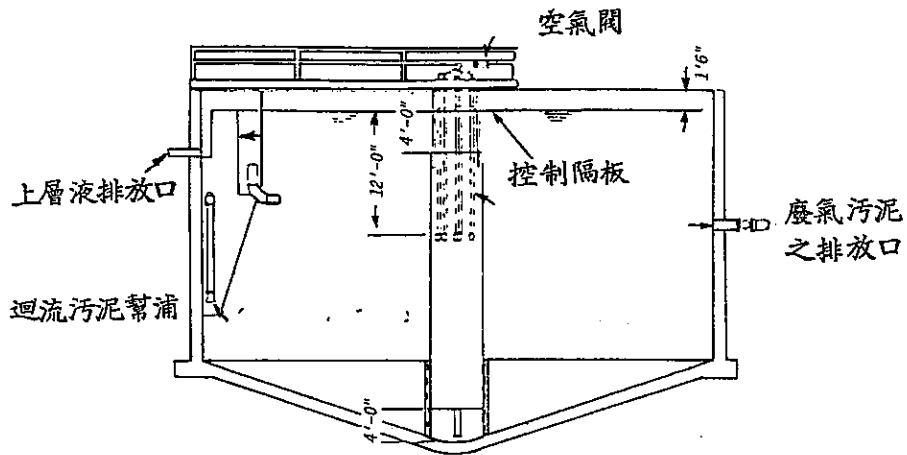 空氣閥
1'6"
4'-0"
12'-0"
控制隔板
上層液排放口
廢氣污泥
之排放口
迴流污泥幫浦
4'-0"